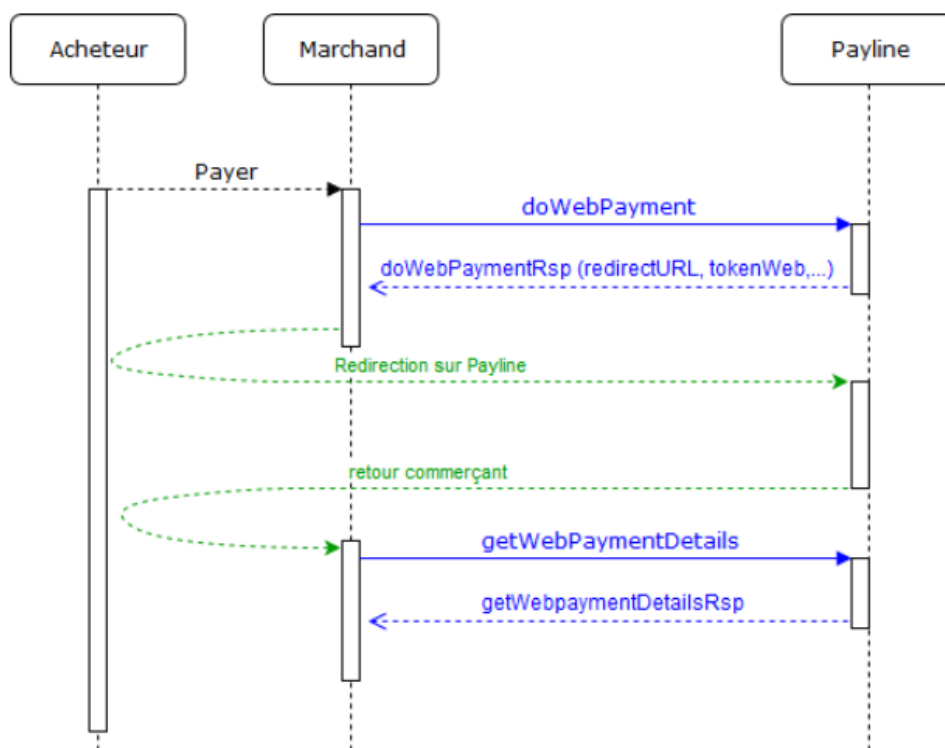 Acheteur
Marchand
Payline
Payer
doWebPayment
doWebPaymentRsp (redirectURL, tokenWeb,...)
Redirection sur Payline
retour commerçant
getWebPaymentDetails
getWebpaymentDetailsRsp